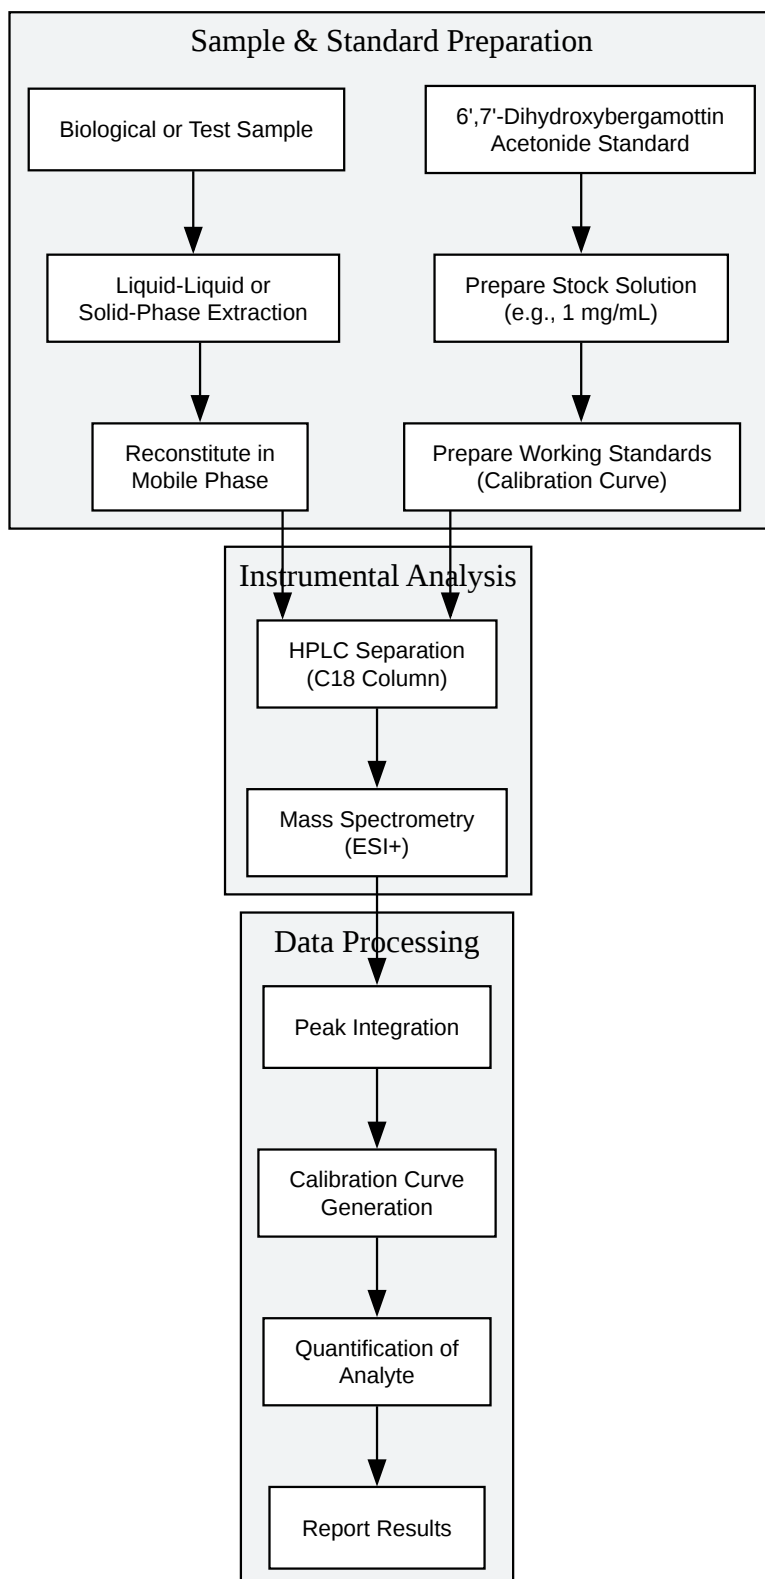 Sample & Standard Preparation
Biological or Test Sample
6',7'-Dihydroxybergamottin
Acetonide Standard
Liquid-Liquid or
Solid-Phase Extraction
Prepare Stock Solution
(e.g., 1 mg/mL)
Reconstitute in
Mobile Phase
Prepare Working Standards
(Calibration Curve)
Instrumental Analysis
HPLC Separation
(C18 Column)
Mass Spectrometry
(ESI+)
Data Processing
Peak Integration
Calibration Curve
Generation
Quantification of
Analyte
Report Results